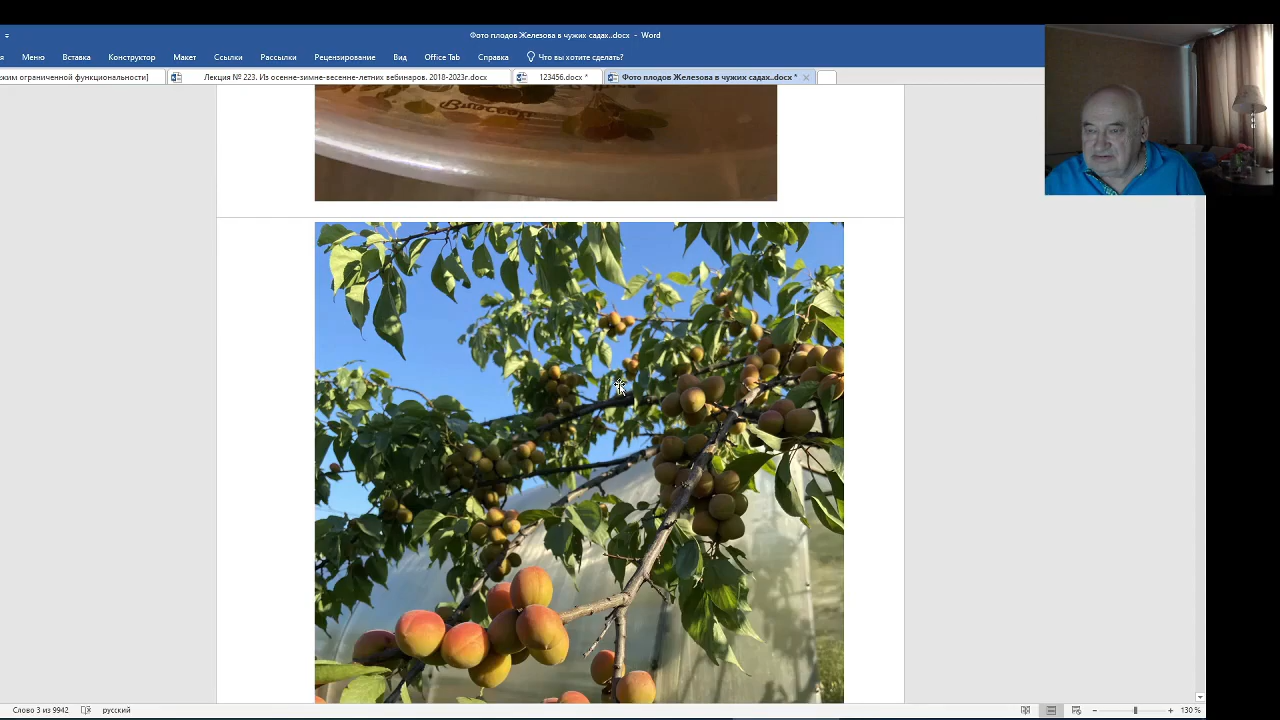 Фото плодов Железова в чужих садах..docx - Word
Меню Вставка Конструктор Макет Ссылки Рассылки Рецензирование Вид Office Tab Справка Что вы хотите сделать?
жим ограниченной функциональности] Лекция № 223. Из осенне-зимне-весенне-летних вебинаров. 2018-2023г.docx 123456.docx * Фото плодов Железова в чужих садах..docx *
Слово 3 из 9942 русский 130 %